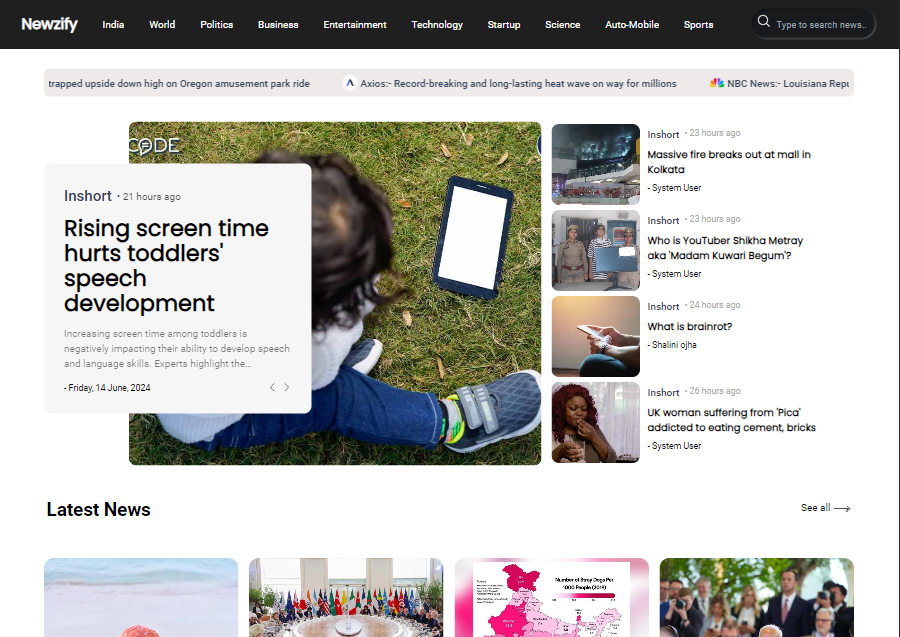 Newzify India World Politics Business Entertainment Technology Startup Science Auto-Mobile Sports Type to search news..
trapped upside down high on Oregon amusement park ride Axios:- Record-breaking and long-lasting heat wave on way for millions NBC News:- Louisiana Repu
CODE
Inshort • 21 hours ago
Rising screen time
hurts toddlers'
speech
development
Increasing screen time among toddlers is
negatively impacting their ability to develop speech
and language skills. Experts highlight the...
- Friday, 14 June, 2024
Inshort • 23 hours ago
Massive fire breaks out at mall in
Kolkata
- System User
Inshort • 23 hours ago
Who is YouTuber Shikha Metray
aka 'Madam Kuwari Begum'?
- System User
Inshort • 24 hours ago
What is brainrot?
- Shalini ojha
Inshort • 26 hours ago
UK woman suffering from 'Pica'
addicted to eating cement, bricks
- System User
Latest News
See all
Number of Stray Dogs Per
1000 People (2019)